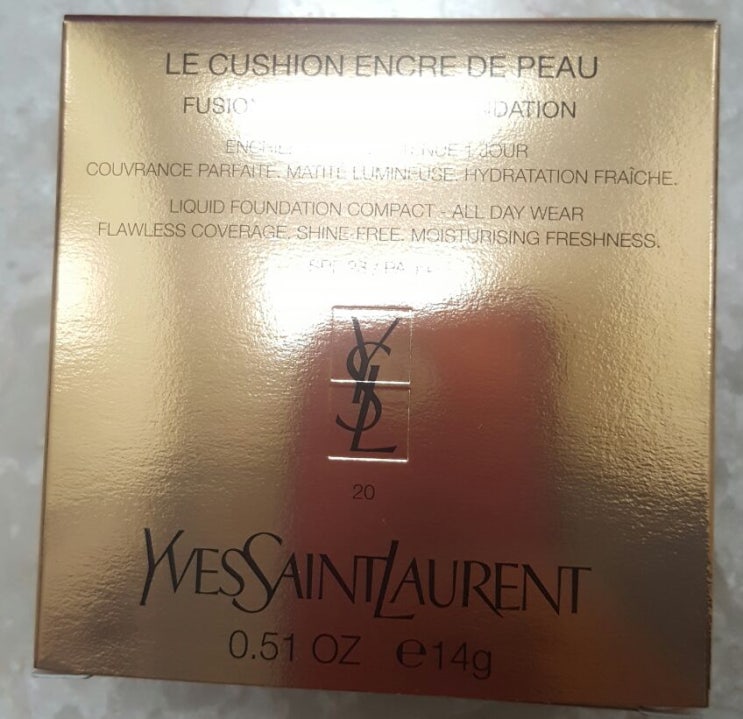 LE CUSHION ENCRE DE PEAU
COUVRANCE PARFAITE. MATITÉ LUMINEUSE. HYDRATATION FRAÎCHE.
LIQUID FOUNDATION COMPACT - ALL DAY WEAR
FLAWLESS COVERAGE. SHINE-FREE. MOISTURISING FRESHNESS.
YSL
20
YVESSAINTLAURENT
0.51 OZ ℮14g